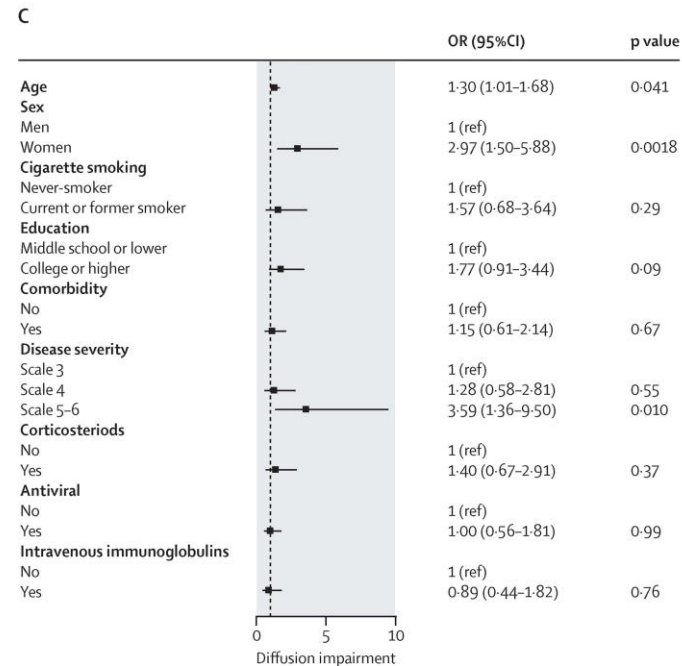 C
OR (95%CI) p value
Age 1·30 (1·01–1·68) 0·041
Sex
Men 1 (ref)
Women 2·97 (1·50–5·88) 0·0018
Cigarette smoking
Never-smoker 1 (ref)
Current or former smoker 1·57 (0·68–3·64) 0·29
Education
Middle school or lower 1 (ref)
College or higher 1·77 (0·91–3·44) 0·09
Comorbidity
No 1 (ref)
Yes 1·15 (0·61–2·14) 0·67
Disease severity
Scale 3 1 (ref)
Scale 4 1·28 (0·58–2·81) 0·55
Scale 5–6 3·59 (1·36–9·50) 0·010
Corticosteriods
No 1 (ref)
Yes 1·40 (0·67–2·91) 0·37
Antiviral
No 1 (ref)
Yes 1·00 (0·56–1·81) 0·99
Intravenous immunoglobulins
No 1 (ref)
Yes 0·89 (0·44–1·82) 0·76
0 5 10
Diffusion impairment